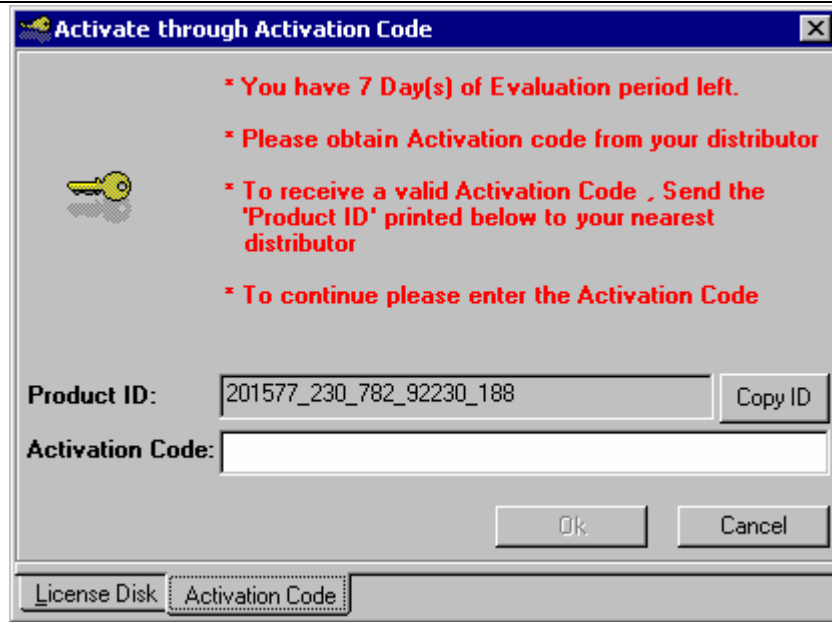 Activate through Activation Code
* You have 7 Day(s) of Evaluation period left.
* Please obtain Activation code from your distributor
* To receive a valid Activation Code , Send the
'Product ID' printed below to your nearest
distributor
* To continue please enter the Activation Code
Product ID: 201577_230_782_92230_188 Copy ID
Activation Code:
Ok Cancel
License Disk Activation Code